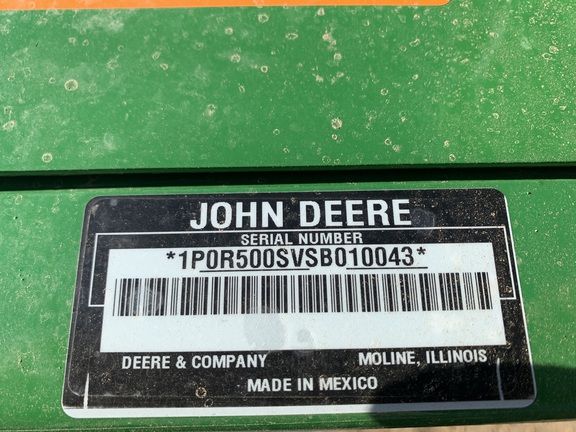 JOHN DEERE
SERIAL NUMBER
*1P0R500SVSB010043*
DEERE & COMPANY MOLINE, ILLINOIS
MADE IN MEXICO